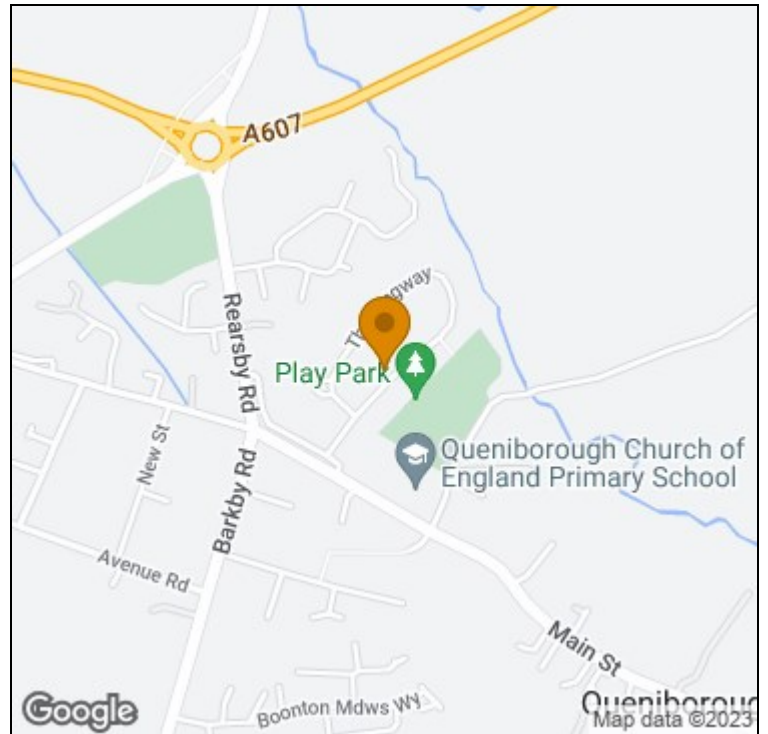 A607
Rearsby Rd
Play Park
Queniborough Church of
England Primary School
New St
Barkby Rd
Avenue Rd
Main St
Boonton Mdws Wy
Google
Map data ©2023